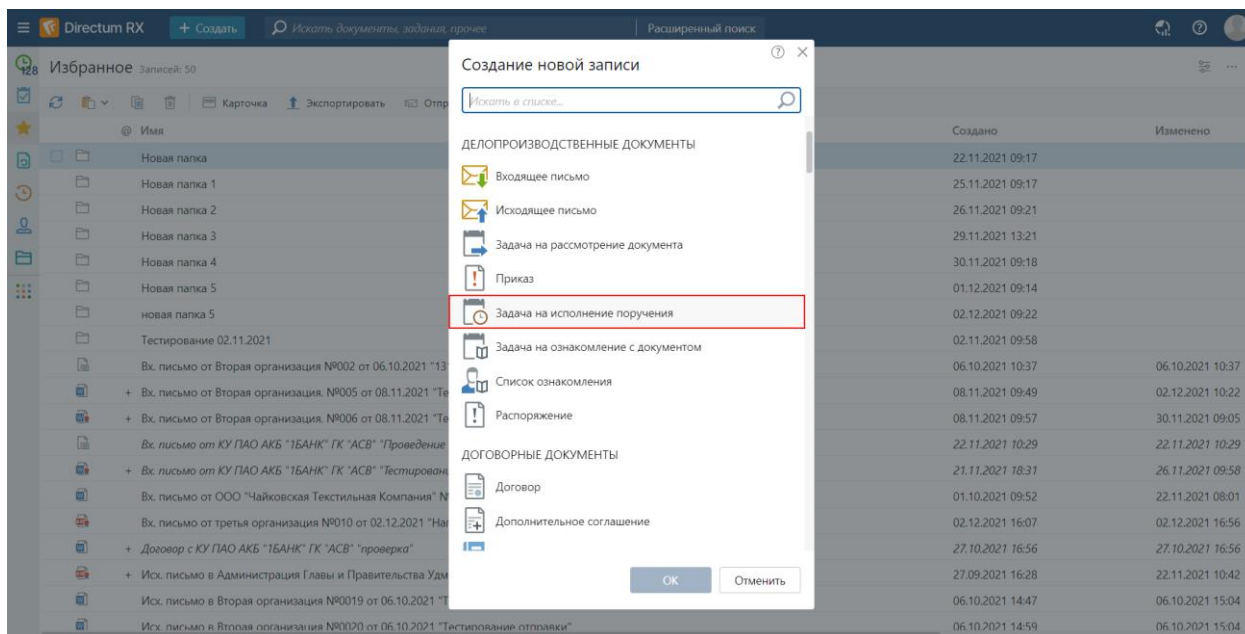 Directum RX
+ Создать
Искать документы, задания, прочее
Расширенный поиск
128
Избранное Записей: 50
Карточка
Экспортировать
Отпр
@ Имя
Создано
Изменено
Новая папка
22.11.2021 09:17
Новая папка 1
25.11.2021 09:17
Новая папка 2
26.11.2021 09:21
Новая папка 3
29.11.2021 13:21
Новая папка 4
30.11.2021 09:18
Новая папка 5
01.12.2021 09:14
новая папка 5
02.12.2021 09:22
Тестирование 02.11.2021
02.11.2021 09:58
Вх. письмо от Вторая организация №002 от 06.10.2021 "13
06.10.2021 10:37
06.10.2021 10:37
+ Вх. письмо от Вторая организация. №005 от 08.11.2021 "Те
08.11.2021 09:49
02.12.2021 10:22
+ Вх. письмо от Вторая организация. №006 от 08.11.2021 "Те
08.11.2021 09:57
30.11.2021 09:05
Вх. письмо от КУ ПАО АКБ "1БАНК" ГК "АСВ" "Проведение
22.11.2021 10:29
22.11.2021 10:29
+ Вх. письмо от КУ ПАО АКБ "1БАНК" ГК "АСВ" "Тестировани
21.11.2021 18:31
26.11.2021 09:58
Вх. письмо от ООО "Чайковская Текстильная Компания" №
01.10.2021 09:52
22.11.2021 08:01
Вх. письмо от третья организация №010 от 02.12.2021 "Нап
02.12.2021 16:07
02.12.2021 16:56
+ Договор с КУ ПАО АКБ "1БАНК" ГК "АСВ" "проверка"
27.10.2021 16:56
27.10.2021 16:56
+ Исх. письмо в Администрация Главы и Правительства Удм
27.09.2021 16:28
22.11.2021 10:42
Исх. письмо в Вторая организация №0019 от 06.10.2021 "Т
06.10.2021 14:47
06.10.2021 15:04
Исх. письмо в Вторая организация №0020 от 06.10.2021 "Тестирование отправки"
06.10.2021 14:59
06.10.2021 15:04
Создание новой записи
Искать в списке...
ДЕЛОПРОИЗВОДСТВЕННЫЕ ДОКУМЕНТЫ
Входящее письмо
Исходящее письмо
Задача на рассмотрение документа
Приказ
Задача на исполнение поручения
Задача на ознакомление с документом
Список ознакомления
Распоряжение
ДОГОВОРНЫЕ ДОКУМЕНТЫ
Договор
Дополнительное соглашение
ОК
Отменить